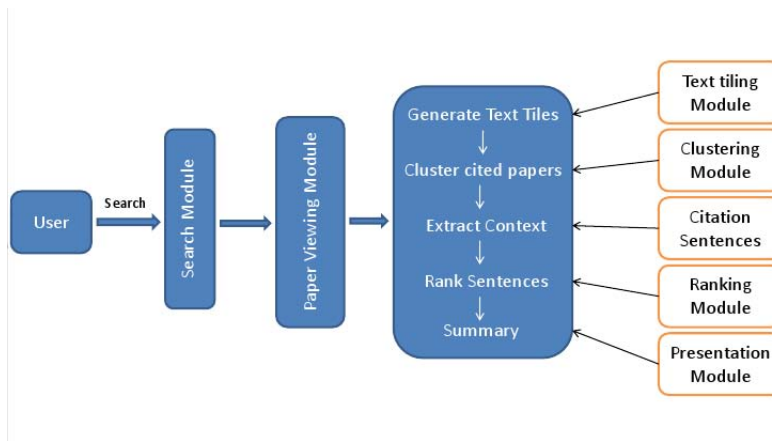 User
Search
Search Module
Paper Viewing Module
Generate Text Tiles
Cluster cited papers
Extract Context
Rank Sentences
Summary
Text tiling
Module
Clustering
Module
Citation
Sentences
Ranking
Module
Presentation
Module